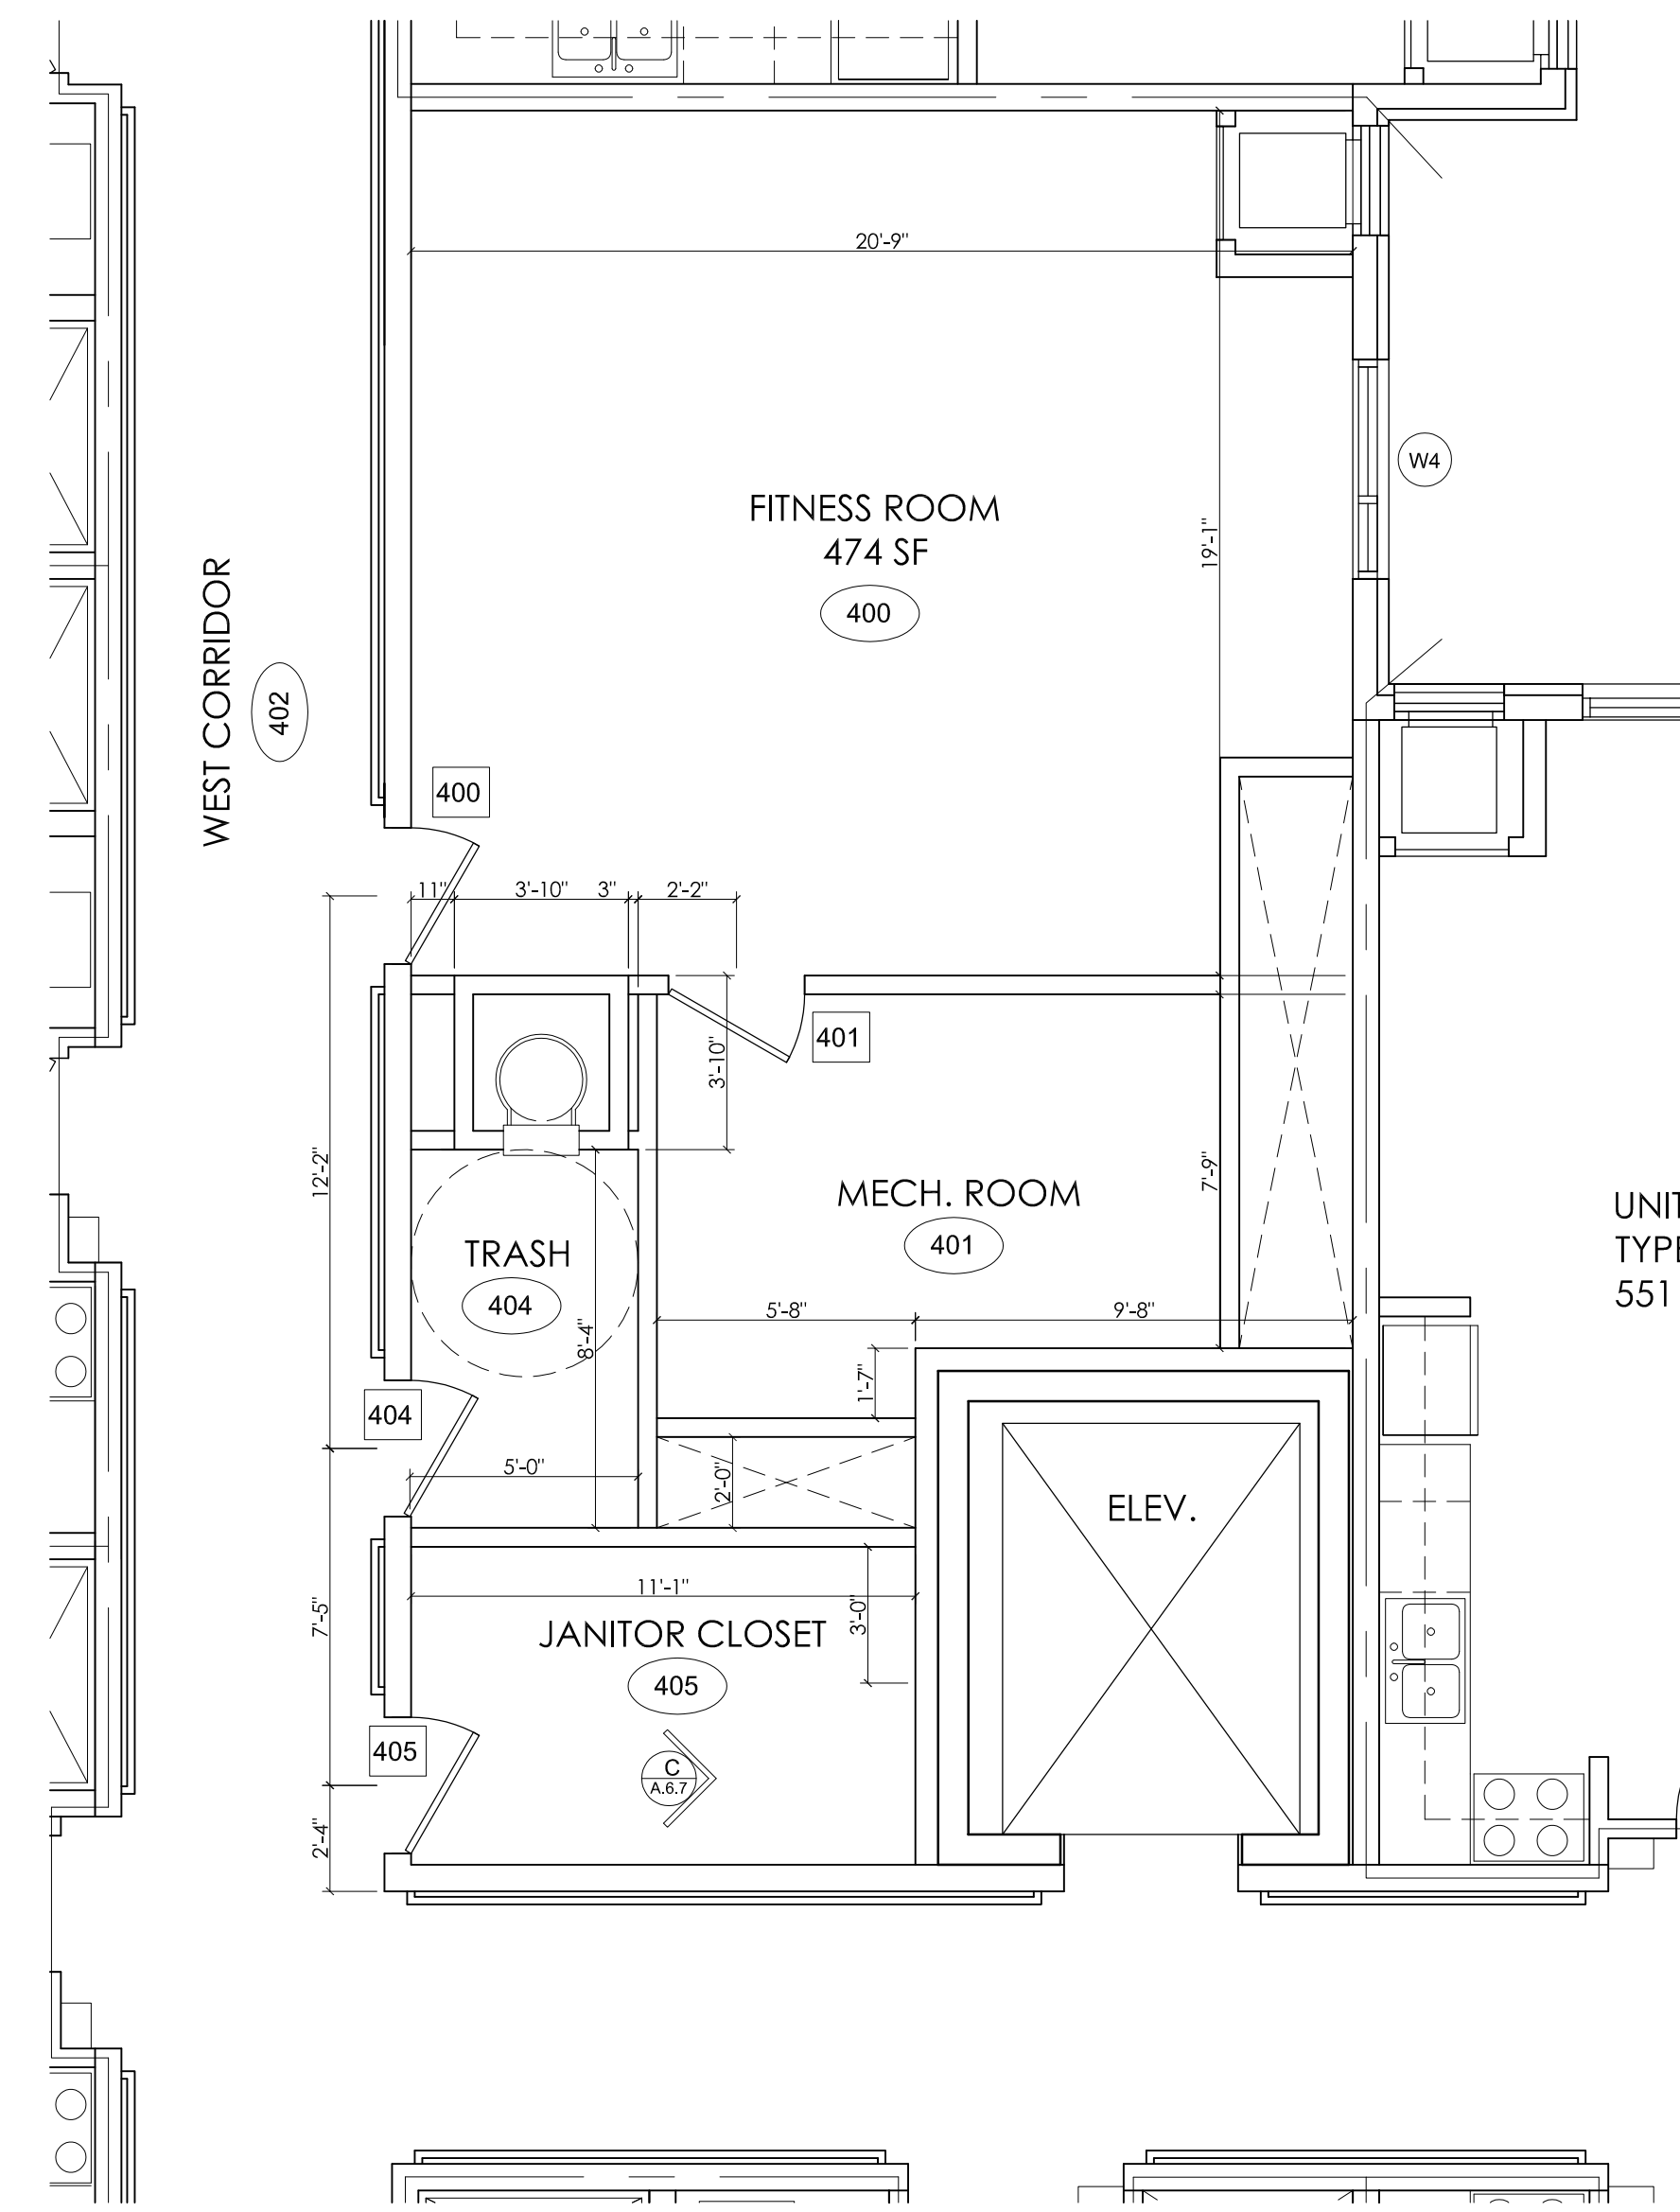 20'-9"
W4
FITNESS ROOM
474 SF
400
19'-1"
WEST CORRIDOR
402
400
11"
3'-10"
3"
2'-2"
401
3'-10"
12'-2"
7'-9"
MECH. ROOM
401
UNIT
TYPE
551
TRASH
404
8'-4"
5'-8"
9'-8"
1'-7"
404
5'-0"
2'-0"
ELEV.
11'-1"
7'-5"
3'-0"
JANITOR CLOSET
405
405
C
A.6.7
2'-4"